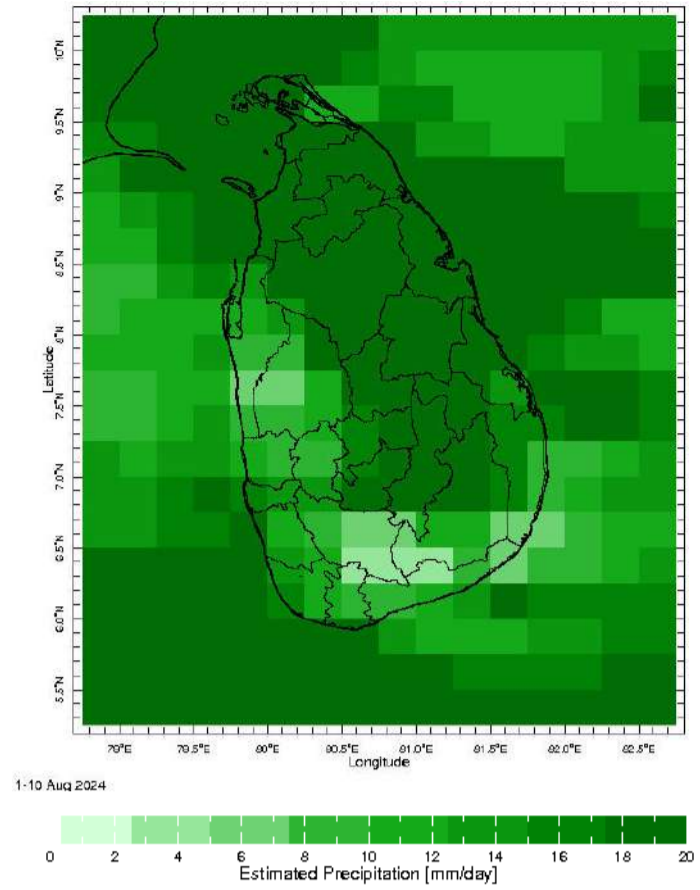 10°N
9.5°N
9°N
8.5°N
8°N
7.5°N
7.0°N
6.5°N
6.0°N
5.5°N
Latitude
79°E 79.5°E 80°E 80.5°E 81.0°E 81.5°E 82.0°E 82.5°E
Longitude
1-10 Aug 2024
0 2 4 6 8 10 12 14 16 18 20
Estimated Precipitation [mm/day]